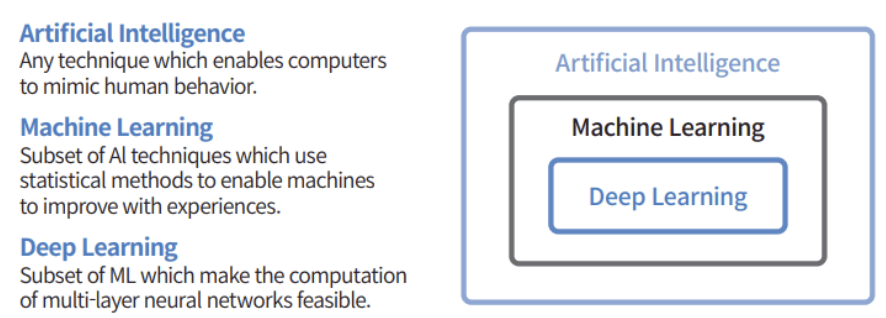 Artificial Intelligence
Any technique which enables computers
to mimic human behavior.
Machine Learning
Subset of AI techniques which use
statistical methods to enable machines
to improve with experiences.
Deep Learning
Subset of ML which make the computation
of multi-layer neural networks feasible.
Artificial Intelligence
Machine Learning
Deep Learning